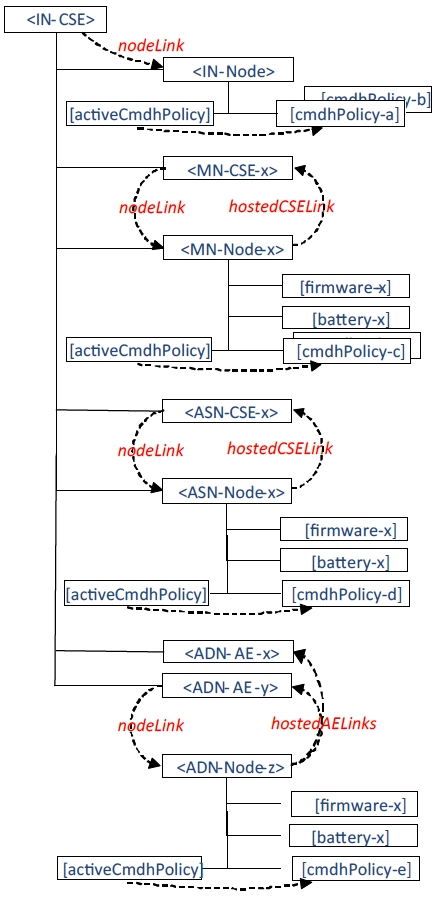 <IN-CSE>
nodeLink
<IN-Node>
[cmdhPolicy-b]
[activeCmdhPolicy]
[cmdhPolicy-a]
<MN-CSE-x>
nodeLink
hostedCSELink
<MN-Node-x>
[firmware-x]
[battery-x]
[activeCmdhPolicy]
[cmdhPolicy-c]
<ASN-CSE-x>
nodeLink
hostedCSELink
<ASN-Node-x>
[firmware-x]
[battery-x]
[activeCmdhPolicy]
[cmdhPolicy-d]
<ADN-AE-x>
<ADN-AE-y>
nodeLink
hostedAELinks
<ADN-Node-z>
[firmware-x]
[battery-x]
[activeCmdhPolicy]
[cmdhPolicy-e]